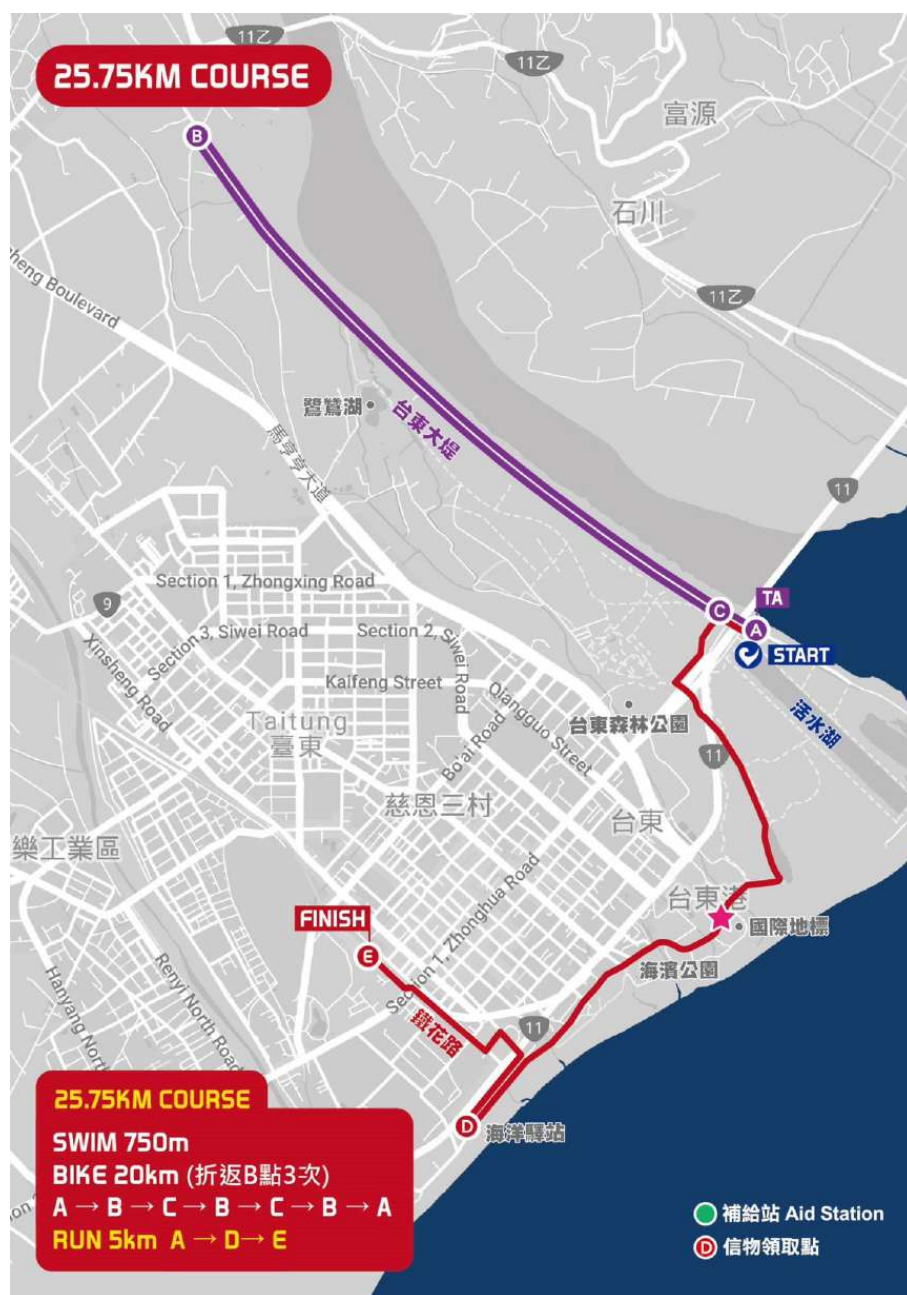 25.75KM COURSE
11乙
11乙
富源
石川
11乙
B
heng Boulevard
馬亨亨大道
鷺鷥湖
台東大堤
11
9
Section 1, Zhongxing Road
Section 3, Siwei Road
Section 2, Siwei Road
Xinsheng Road
Kaifeng Street
Qiangguo Street
Bo'ai Road
Taitung
臺東
C
TA
A
START
活水湖
台東森林公園
11
慈恩三村
台東
樂工業區
Section 1, Zhonghua Road
台東港
國際地標
海濱公園
FINISH
E
鐵花路
11
Hanyang North
Renyi North Road
D
海洋驛站
25.75KM COURSE
SWIM 750m
BIKE 20km (折返B點3次)
A → B → C → B → C → B → A
RUN 5km A → D → E
補給站 Aid Station
D 信物領取點